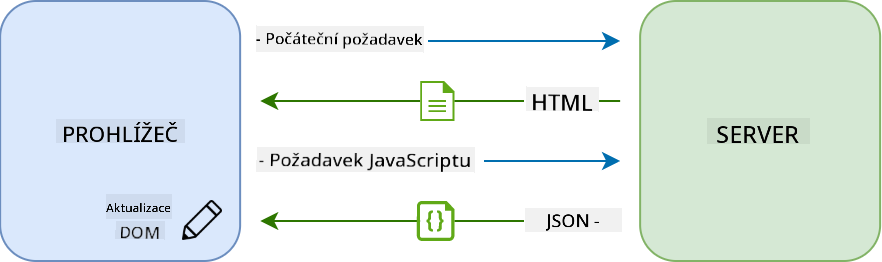 - Počáteční požadavek
HTML
PROHLÍŽEČ
SERVER
- Požadavek JavaScriptu
Aktualizace
DOM
JSON -